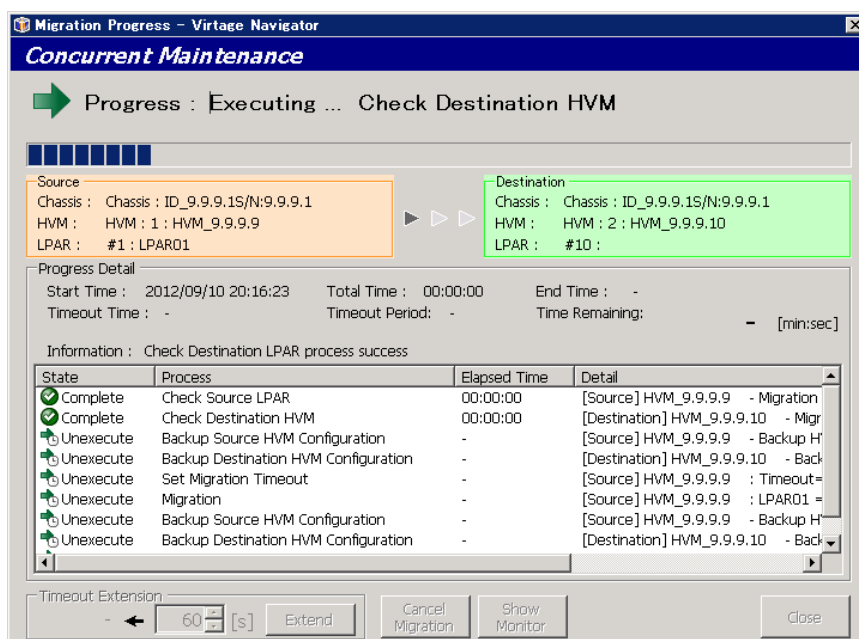 Migration Progress - Virtage Navigator
Concurrent Maintenance
Progress : Executing ... Check Destination HVM
Source
Chassis : Chassis : ID_9.9.9.1S/N:9.9.9.1
HVM : HVM : 1 : HVM_9.9.9.9
LPAR : #1 : LPAR01
Destination
Chassis : Chassis : ID_9.9.9.1S/N:9.9.9.1
HVM : HVM : 2 : HVM_9.9.9.10
LPAR : #10 :
Progress Detail
Start Time : 2012/09/10 20:16:23 Total Time : 00:00:00 End Time : -
Timeout Time : - Timeout Period: - Time Remaining: - [min:sec]
Information : Check Destination LPAR process success
State Process Elapsed Time Detail
Complete Check Source LPAR 00:00:00 [Source] HVM_9.9.9.9 - Migration
Complete Check Destination HVM 00:00:00 [Destination] HVM_9.9.9.10 - Migr
Unexecute Backup Source HVM Configuration - [Source] HVM_9.9.9.9 - Backup H
Unexecute Backup Destination HVM Configuration - [Destination] HVM_9.9.9.10 - Back
Unexecute Set Migration Timeout - [Source] HVM_9.9.9.9 : Timeout=
Unexecute Migration - [Source] HVM_9.9.9.9 : LPAR01 =
Unexecute Backup Source HVM Configuration - [Source] HVM_9.9.9.9 - Backup H
Unexecute Backup Destination HVM Configuration - [Destination] HVM_9.9.9.10 - Back
Timeout Extension
- 60 [s] Extend
Cancel Migration
Show Monitor
Close